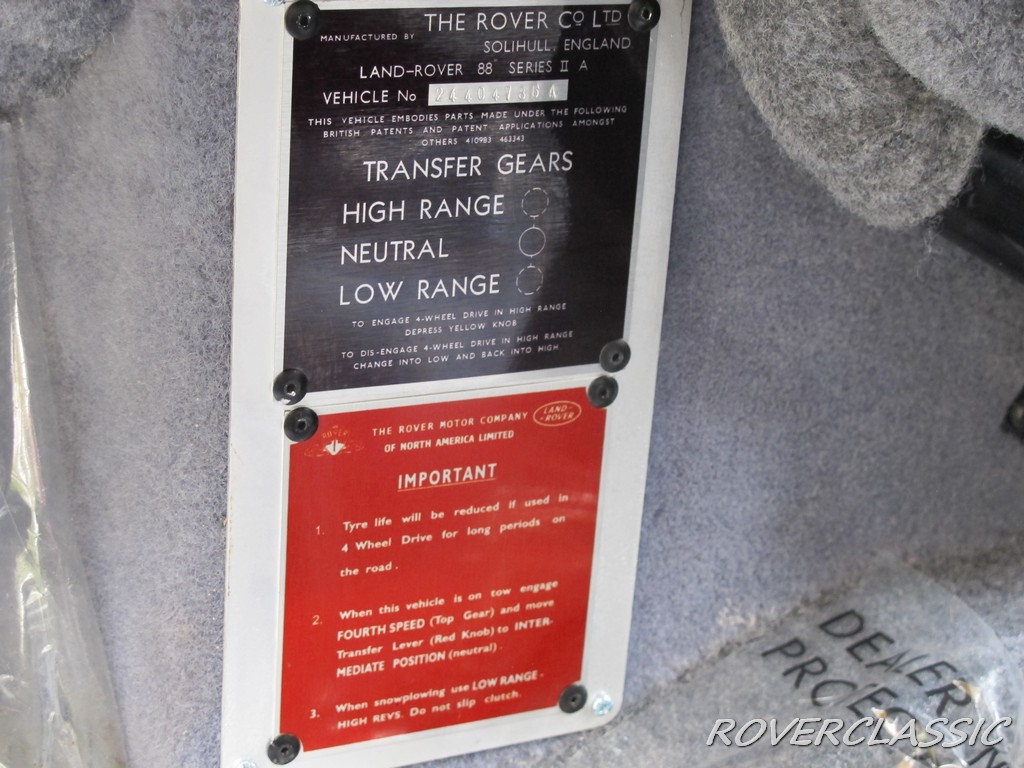 THE ROVER Cº LTD
MANUFACTURED BY
SOLIHULL, ENGLAND
LAND-ROVER 88" SERIES II A
VEHICLE No 24404736A
THIS VEHICLE EMBODIES PARTS MADE UNDER THE FOLLOWING
BRITISH PATENTS AND PATENT APPLICATIONS AMONGST
OTHERS 410983 463343
TRANSFER GEARS
HIGH RANGE
NEUTRAL
LOW RANGE
TO ENGAGE 4-WHEEL DRIVE IN HIGH RANGE
DEPRESS YELLOW KNOB
TO DIS-ENGAGE 4-WHEEL DRIVE IN HIGH RANGE
CHANGE INTO LOW AND BACK INTO HIGH.
ROVER
THE ROVER MOTOR COMPANY
OF NORTH AMERICA LIMITED
LAND-
ROVER
IMPORTANT
1. Tyre life will be reduced if used in
4 Wheel Drive for long periods on
the road.
2. When this vehicle is on tow engage
FOURTH SPEED (Top Gear) and move
Transfer Lever (Red Knob) to INTER-
MEDIATE POSITION (neutral).
3. When snowplowing use LOW RANGE-
HIGH REVS. Do not slip clutch.
DEALER
ROVERCLASSIC